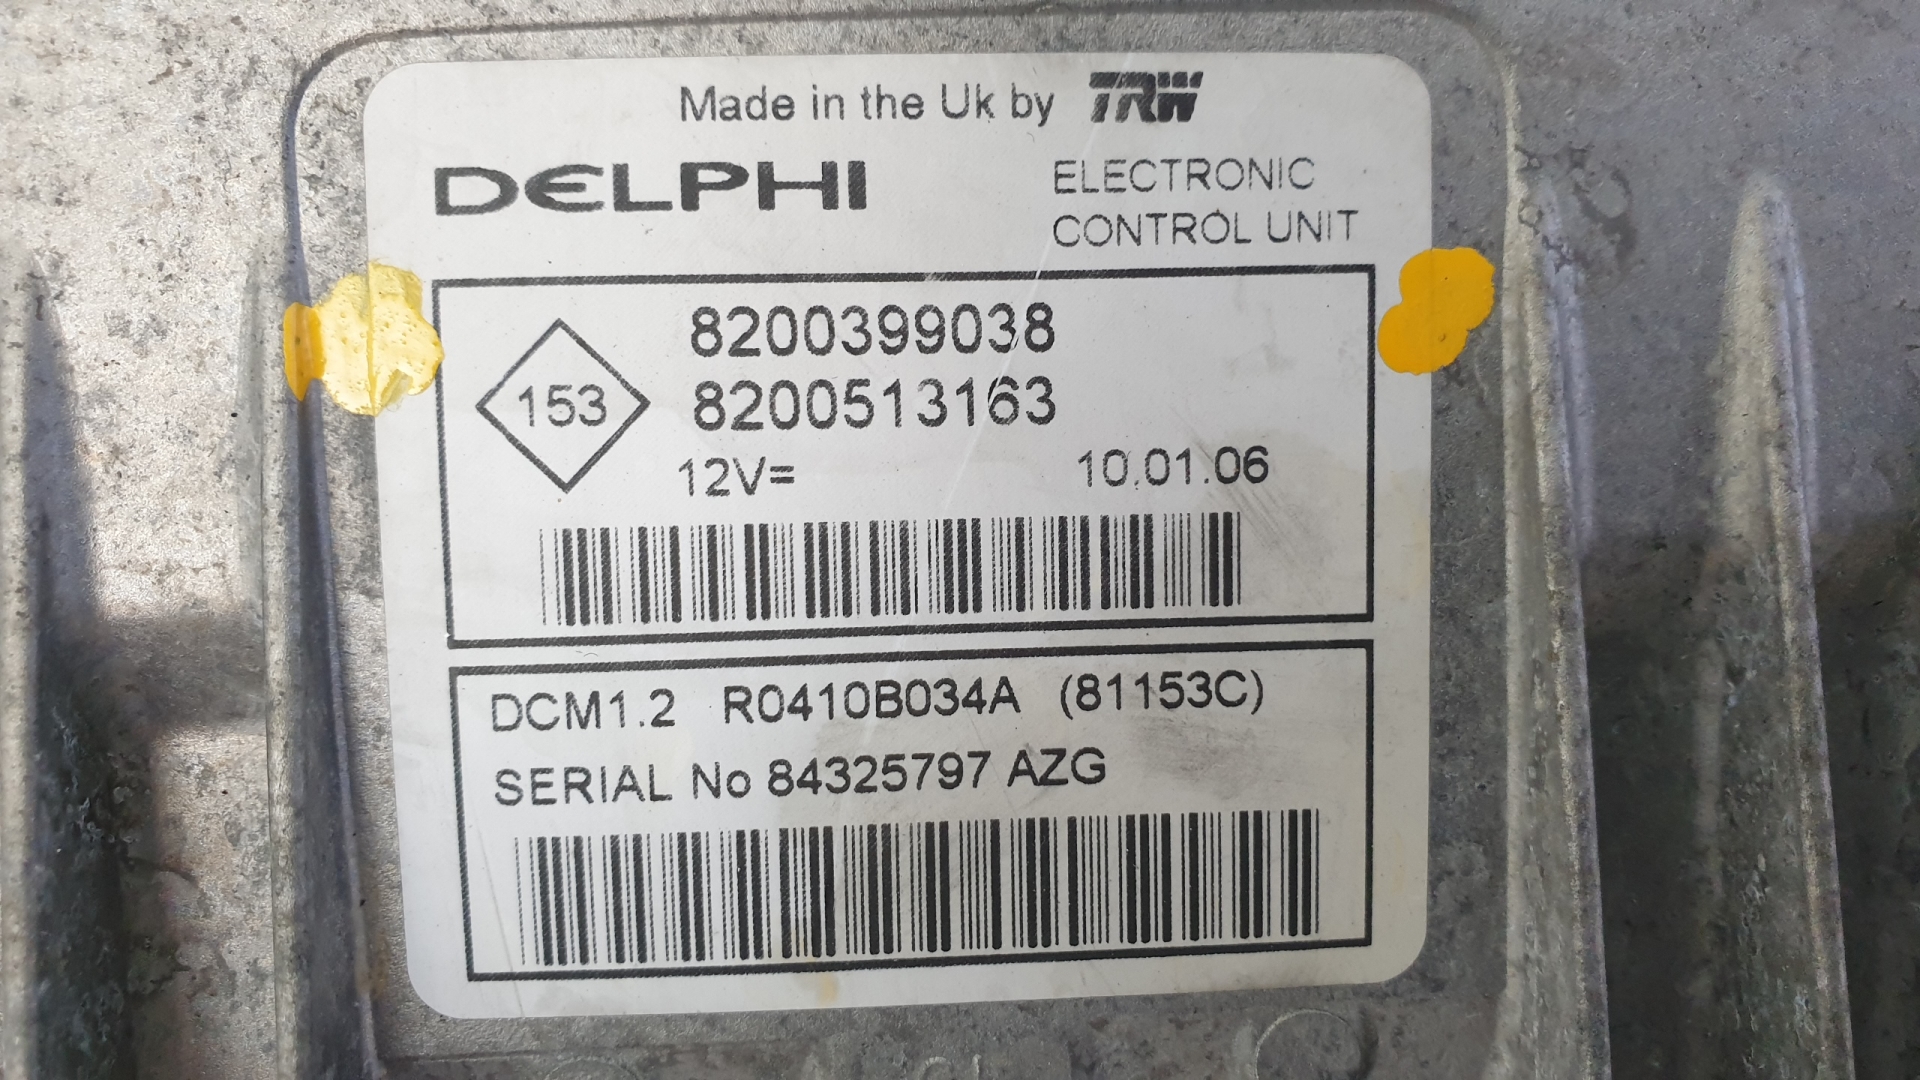 Made in the Uk by TRW
DELPHI
ELECTRONIC
CONTROL UNIT
153
8200399038
8200513163
12V=
10.01.06
DCM1.2 R0410B034A (81153C)
SERIAL No 84325797 AZG